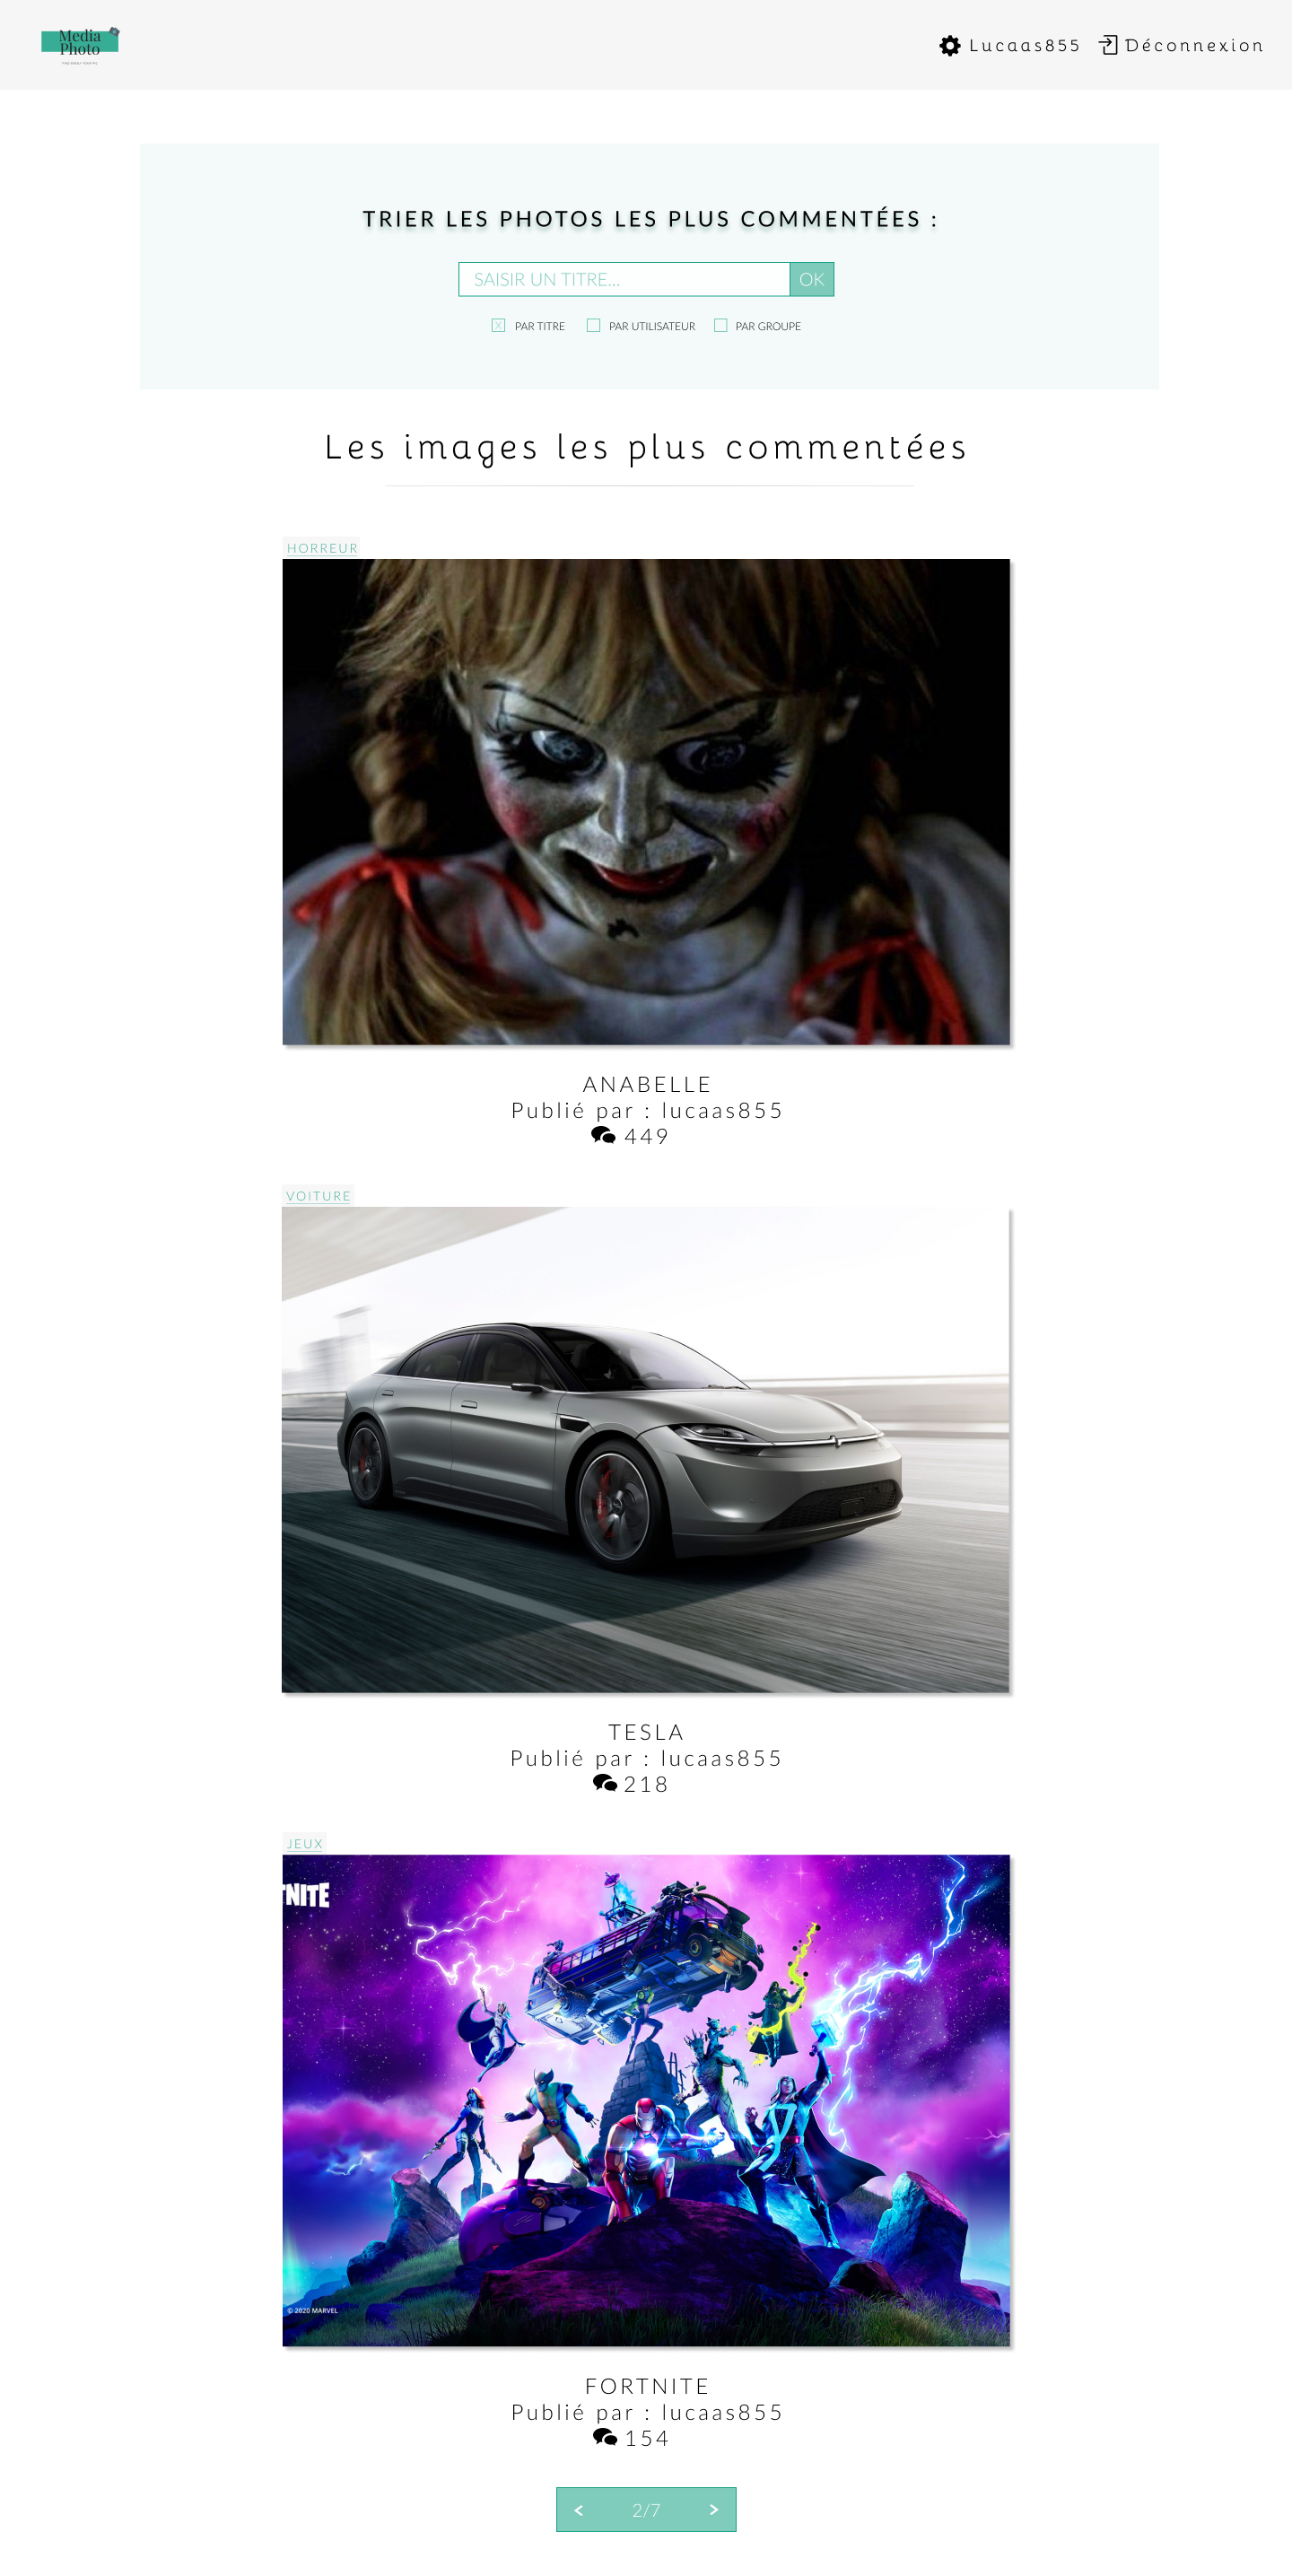 Media
Photo
Lucaas855
Déconnexion
TRIER LES PHOTOS LES PLUS COMMENTÉES :
SAISIR UN TITRE...
OK
X PAR TITRE
PAR UTILISATEUR
PAR GROUPE
Les images les plus commentées
HORREUR
ANABELLE
Publié par : lucaas855
449
VOITURE
TESLA
Publié par : lucaas855
218
JEUX
TNITE
© 2020 MARVEL
FORTNITE
Publié par : lucaas855
154
< 2/7 >